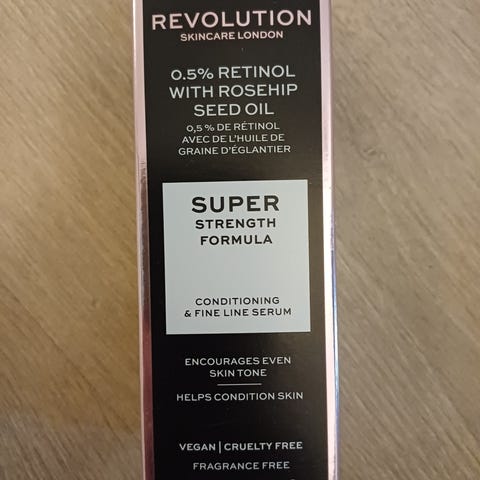 REVOLUTION
SKINCARE LONDON
0.5% RETINOL
WITH ROSEHIP
SEED OIL
0,5 % DE RÉTINOL
AVEC DE L'HUILE DE
GRAINE D'ÉGLANTIER
SUPER
STRENGTH
FORMULA
CONDITIONING
& FINE LINE SERUM
ENCOURAGES EVEN
SKIN TONE
HELPS CONDITION SKIN
VEGAN | CRUELTY FREE
FRAGRANCE FREE